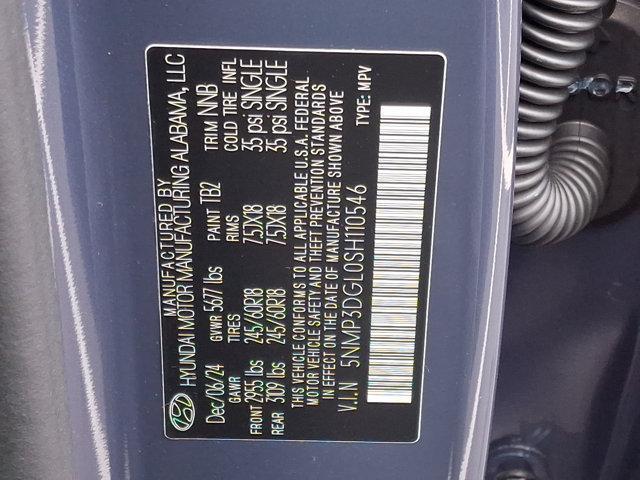 MANUFACTURED BY
HYUNDAI MOTOR MANUFACTURING ALABAMA, LLC
Dec/06/24 GVWR 5677 lbs PAINT TB2 TRIM NNB
GAWR TIRES RIMS COLD TIRE INFL
FRONT 2955 lbs 245/60R18 7.5JX18 35 psi SINGLE
REAR 3109 lbs 245/60R18 7.5JX18 35 psi SINGLE
THIS VEHICLE CONFORMS TO ALL APPLICABLE U.S.A. FEDERAL
MOTOR VEHICLE SAFETY AND THEFT PREVENTION STANDARDS
IN EFFECT ON THE DATE OF MANUFACTURE SHOWN ABOVE
V.I.N 5NMP3DGL0SH110546 TYPE: MPV